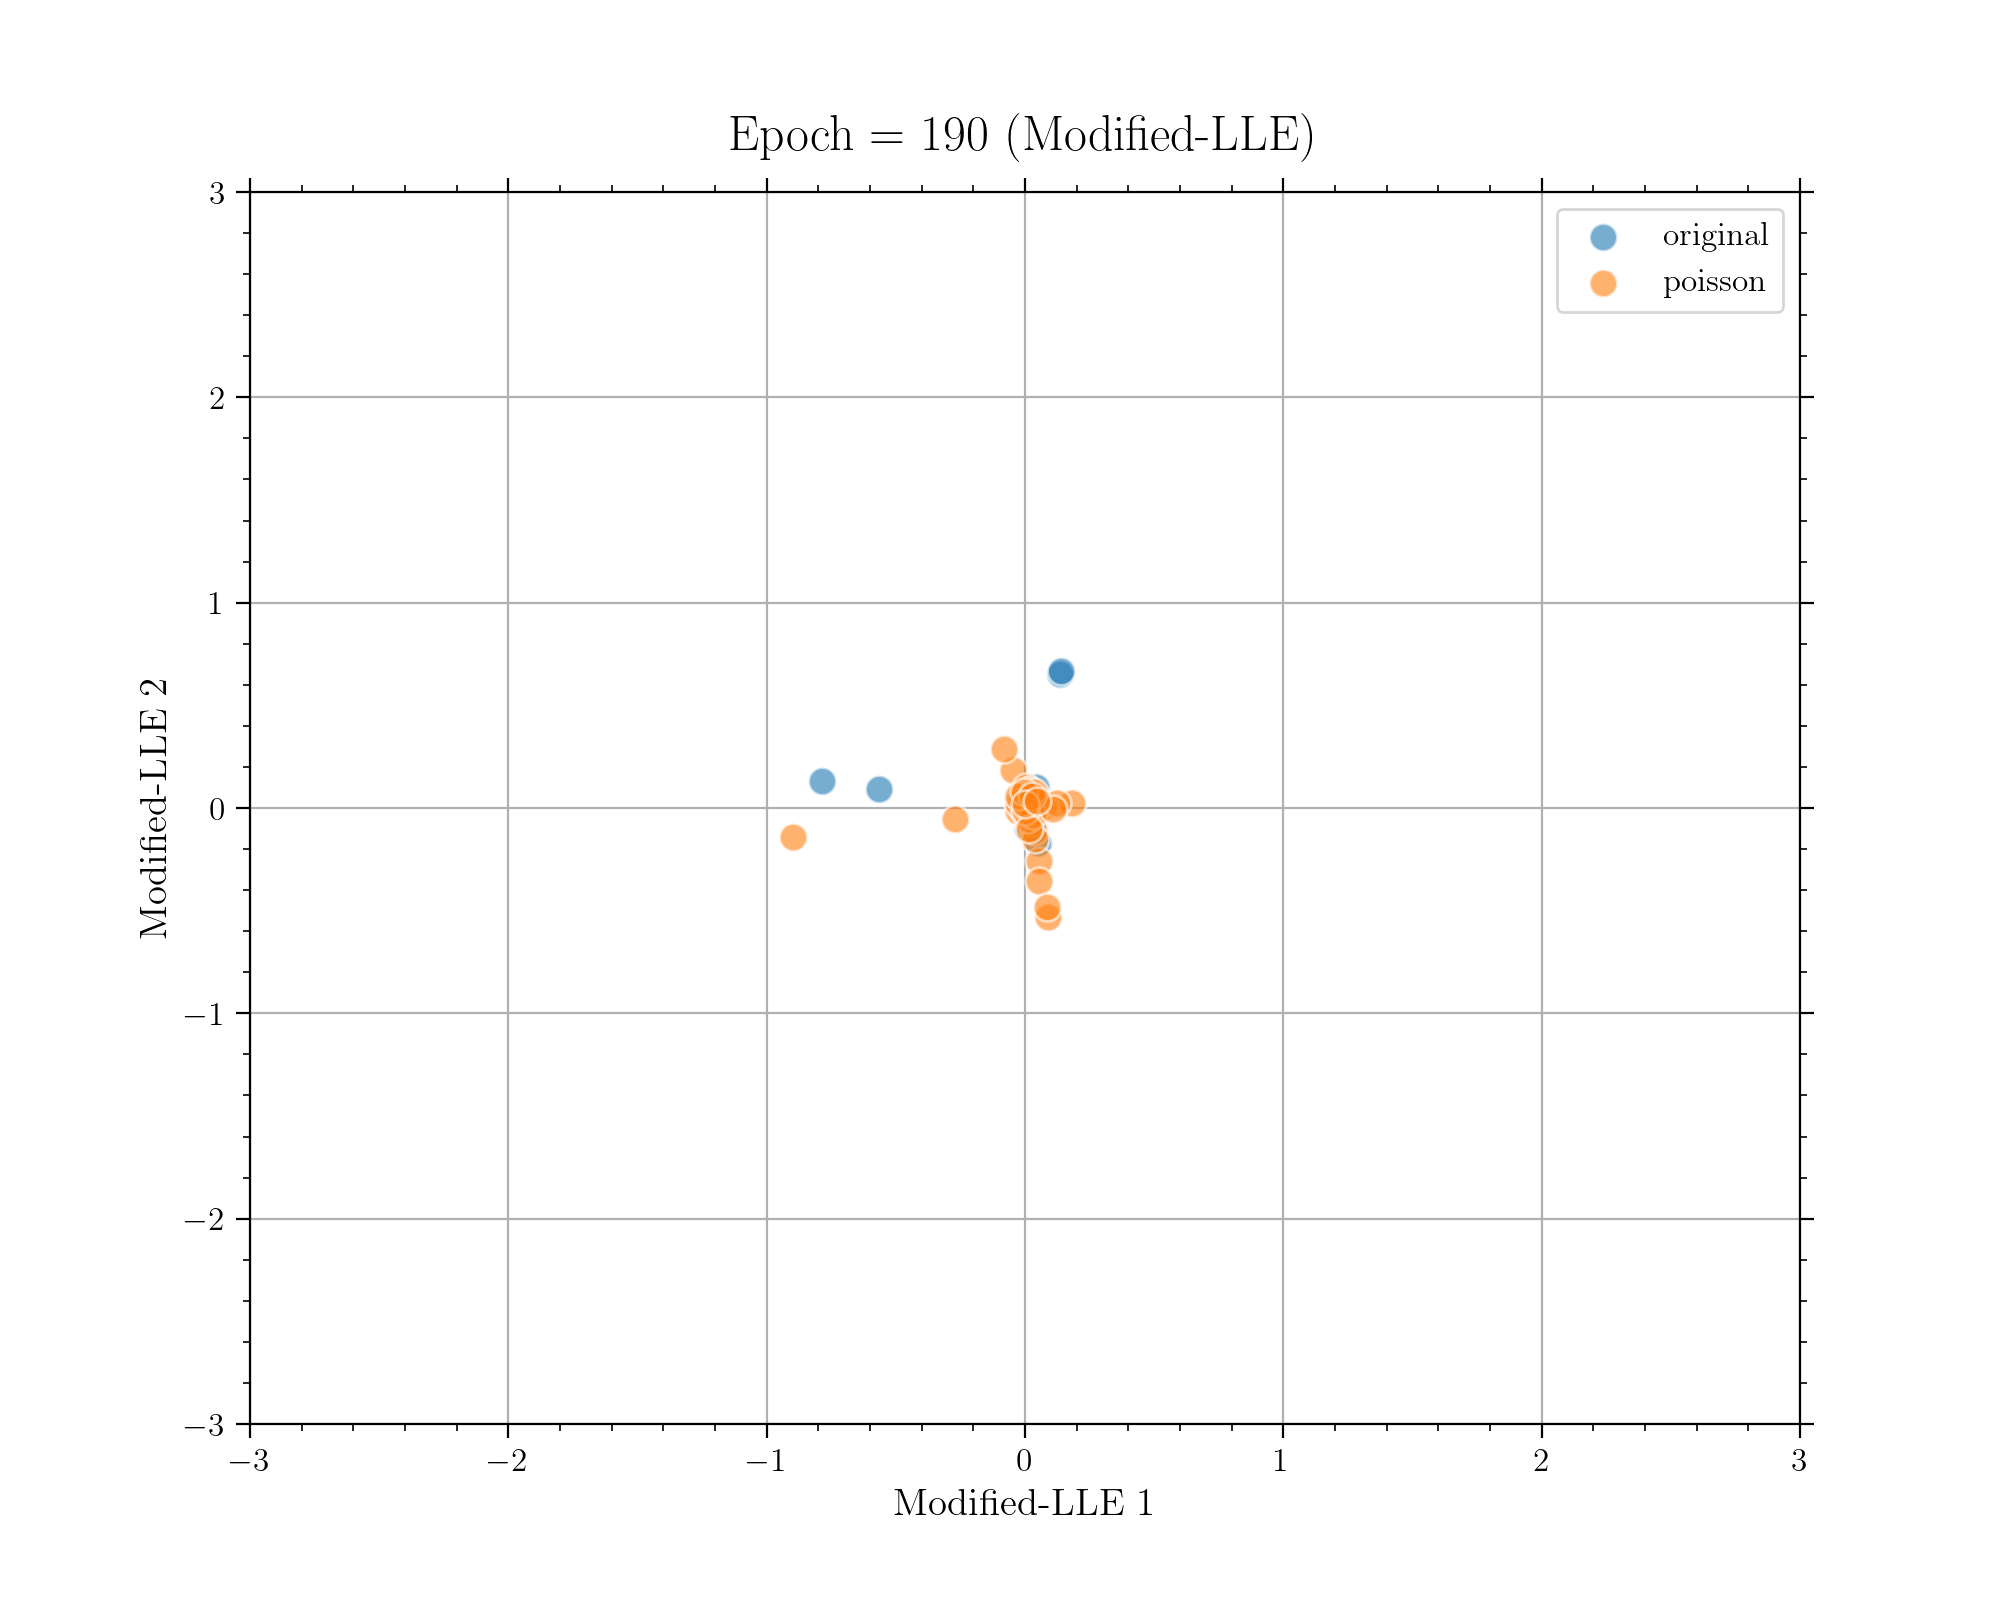 Epoch = 190 (Modified-LLE)
original
poisson
3
2
1
0
−1
−2
−3
Modified-LLE 2
−3
−2
−1
0
1
2
3
Modified-LLE 1